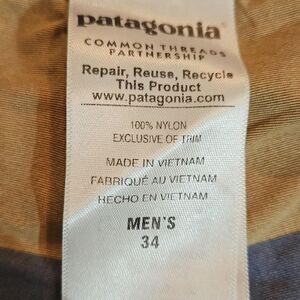 patagonia
COMMON THREADS
PARTNERSHIP
Repair, Reuse, Recycle
This Product
www.patagonia.com
100% NYLON
EXCLUSIVE OF TRIM
MADE IN VIETNAM
FABRIQUÉ AU VIETNAM
HECHO EN VIETNAM
MEN'S
34